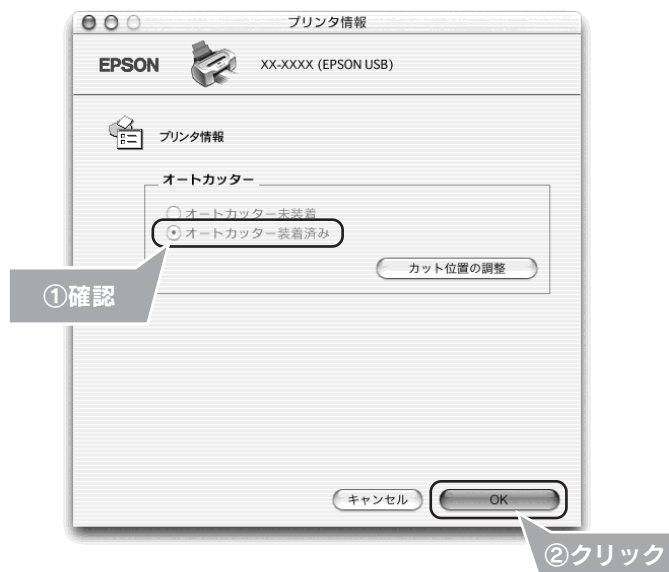 プリンタ情報
EPSON XX-XXXX (EPSON USB)
プリンタ情報
オートカッター
オートカッター未装着
オートカッター装着済み
カット位置の調整
①確認
キャンセル OK
②クリック